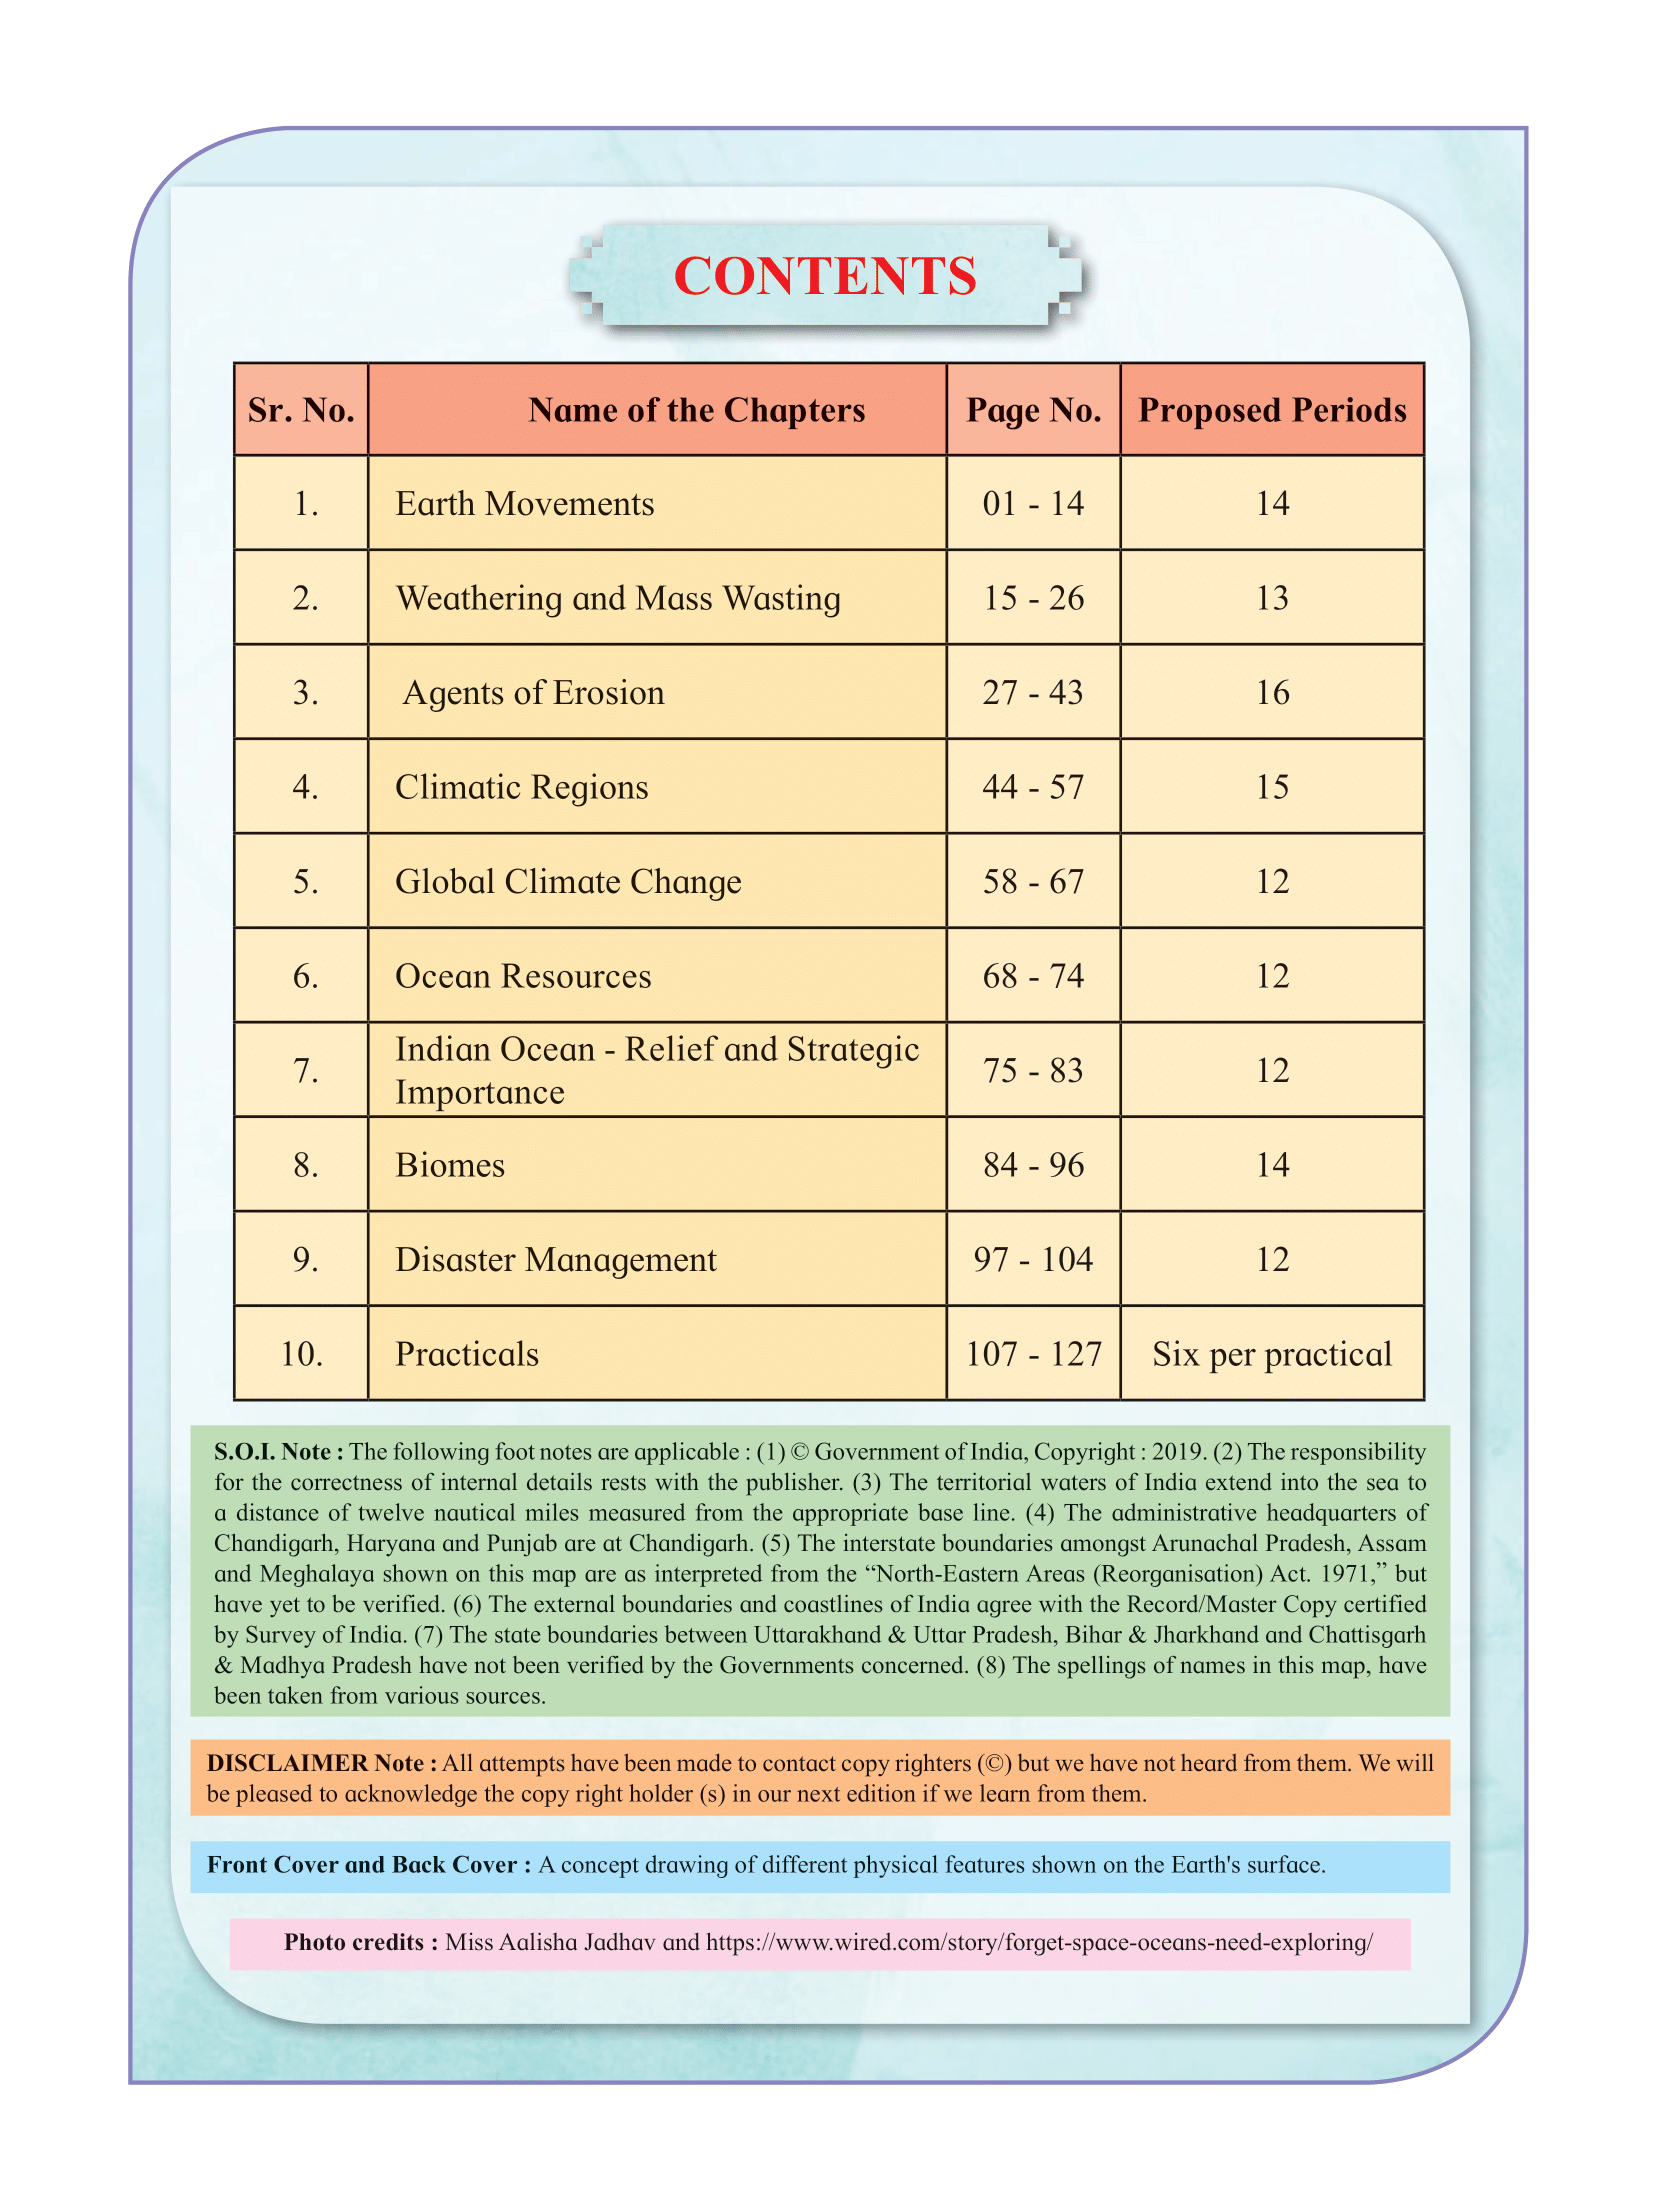 CONTENTS
Sr. No. Name of the Chapters Page No. Proposed Periods
1. Earth Movements 01 - 14 14
2. Weathering and Mass Wasting 15 - 26 13
3. Agents of Erosion 27 - 43 16
4. Climatic Regions 44 - 57 15
5. Global Climate Change 58 - 67 12
6. Ocean Resources 68 - 74 12
7. Indian Ocean - Relief and Strategic
Importance 75 - 83 12
8. Biomes 84 - 96 14
9. Disaster Management 97 - 104 12
10. Practicals 107 - 127 Six per practical
S.O.I. Note : The following foot notes are applicable : (1) © Government of India, Copyright : 2019. (2) The responsibility
for the correctness of internal details rests with the publisher. (3) The territorial waters of India extend into the sea to
a distance of twelve nautical miles measured from the appropriate base line. (4) The administrative headquarters of
Chandigarh, Haryana and Punjab are at Chandigarh. (5) The interstate boundaries amongst Arunachal Pradesh, Assam
and Meghalaya shown on this map are as interpreted from the “North-Eastern Areas (Reorganisation) Act. 1971,” but
have yet to be verified. (6) The external boundaries and coastlines of India agree with the Record/Master Copy certified
by Survey of India. (7) The state boundaries between Uttarakhand & Uttar Pradesh, Bihar & Jharkhand and Chattisgarh
& Madhya Pradesh have not been verified by the Governments concerned. (8) The spellings of names in this map, have
been taken from various sources.
DISCLAIMER Note : All attempts have been made to contact copy righters (©) but we have not heard from them. We will
be pleased to acknowledge the copy right holder (s) in our next edition if we learn from them.
Front Cover and Back Cover : A concept drawing of different physical features shown on the Earth's surface.
Photo credits : Miss Aalisha Jadhav and https://www.wired.com/story/forget-space-oceans-need-exploring/